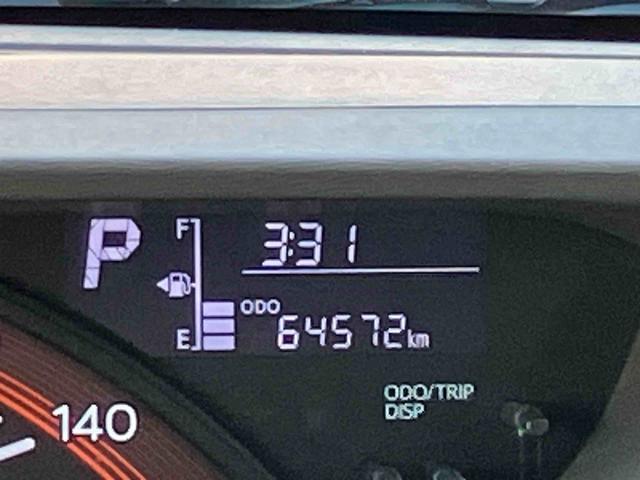 P
F
3:31
ODO
64572km
E
ODO/TRIP
DISP
140